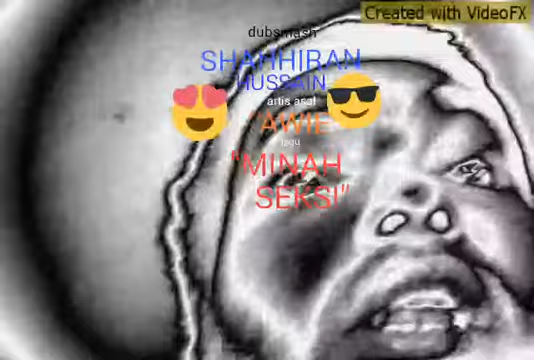 Created with VideoFX
dubsmash
SHAHHIRAN
HUSSAIN
artis asal
"AWIE"
lagu
"MINAH
SEKSI"